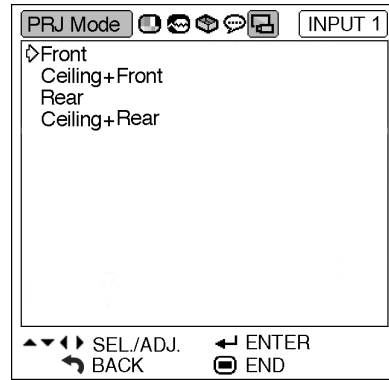 PRJ Mode INPUT 1
Front
Ceiling+Front
Rear
Ceiling+Rear
SEL./ADJ. ENTER
BACK END